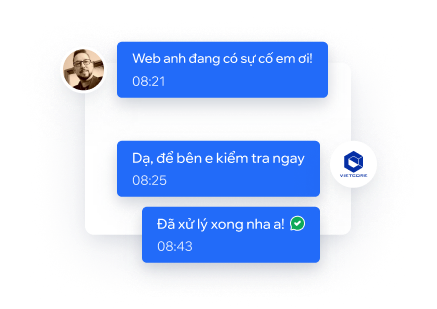 Web anh đang có sự cố em ơi!
08:21
Dạ, để bên e kiểm tra ngay
08:25
VIETCORE
Đã xử lý xong nha a!
08:43